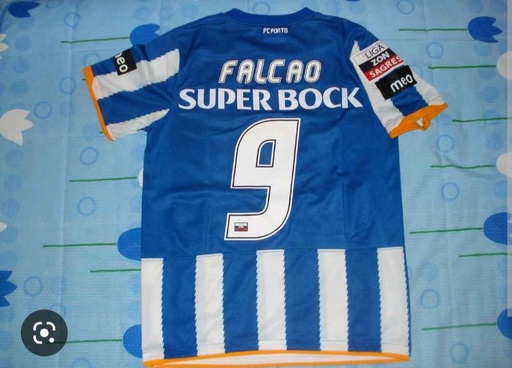 FC PORTO
FALCAO
SUPER BOCK
9
meo
LIGA
ZON
SAGRES
meo